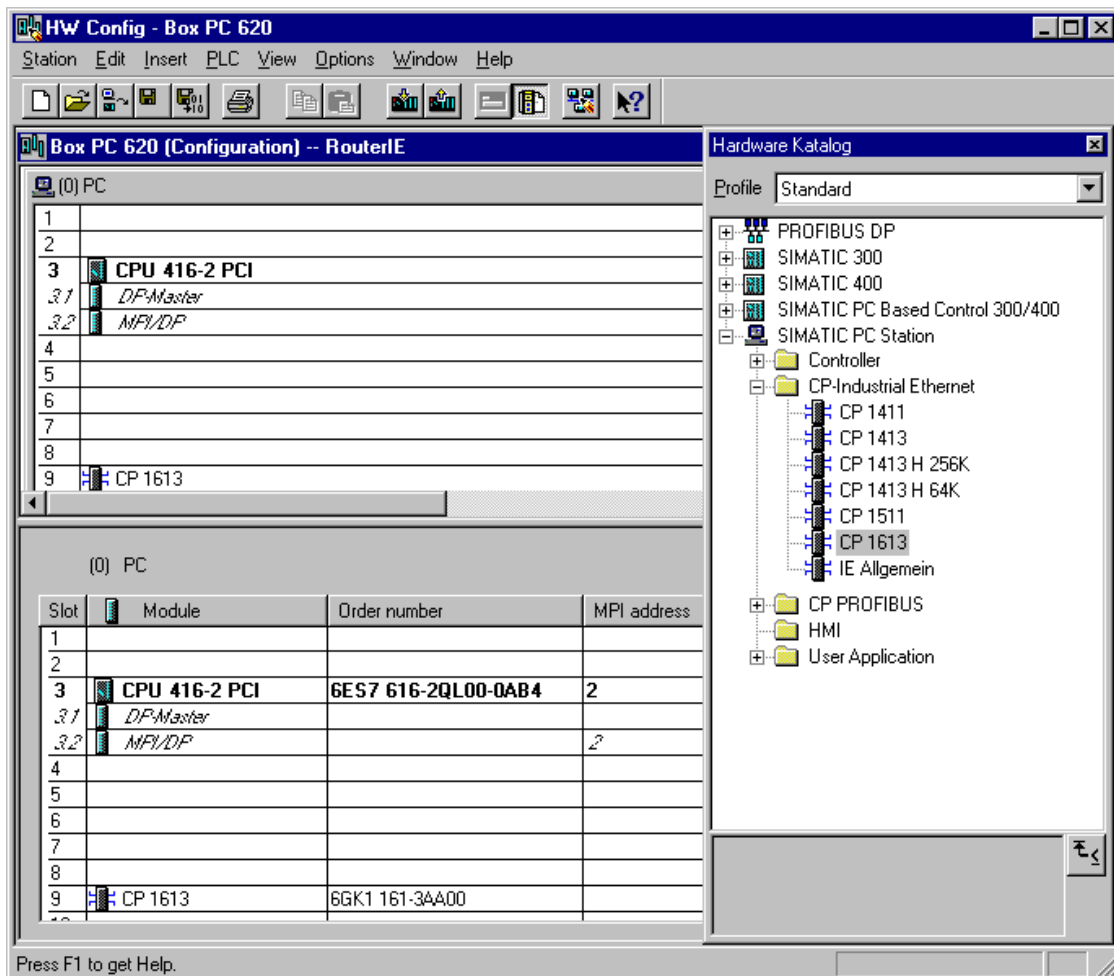 HW Config - Box PC 620
Station Edit Insert PLC View Options Window Help
Box PC 620 (Configuration) -- RouterIE
(0) PC
1
2
3 CPU 416-2 PCI
3.1 DP-Master
3.2 MPI/DP
4
5
6
7
8
9 CP 1613
(0) PC
Slot Module Order number MPI address
1
2
3 CPU 416-2 PCI 6ES7 616-2QL00-0AB4 2
3.1 DP-Master
3.2 MPI/DP 2
4
5
6
7
8
9 CP 1613 6GK1 161-3AA00
Hardware Katalog
Profile Standard
PROFIBUS DP
SIMATIC 300
SIMATIC 400
SIMATIC PC Based Control 300/400
SIMATIC PC Station
Controller
CP-Industrial Ethernet
CP 1411
CP 1413
CP 1413 H 256K
CP 1413 H 64K
CP 1511
CP 1613
IE Allgemein
CP PROFIBUS
HMI
User Application
Press F1 to get Help.